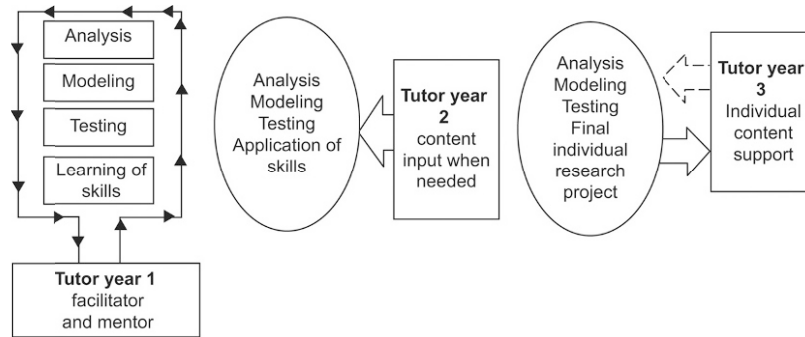 Analysis
Modeling
Testing
Learning of
skills
Tutor year 1
facilitator
and mentor
Analysis
Modeling
Testing
Application of
skills
Tutor year
2
content
input when
needed
Analysis
Modeling
Testing
Final
individual
research
project
Tutor year
3
Individual
content
support